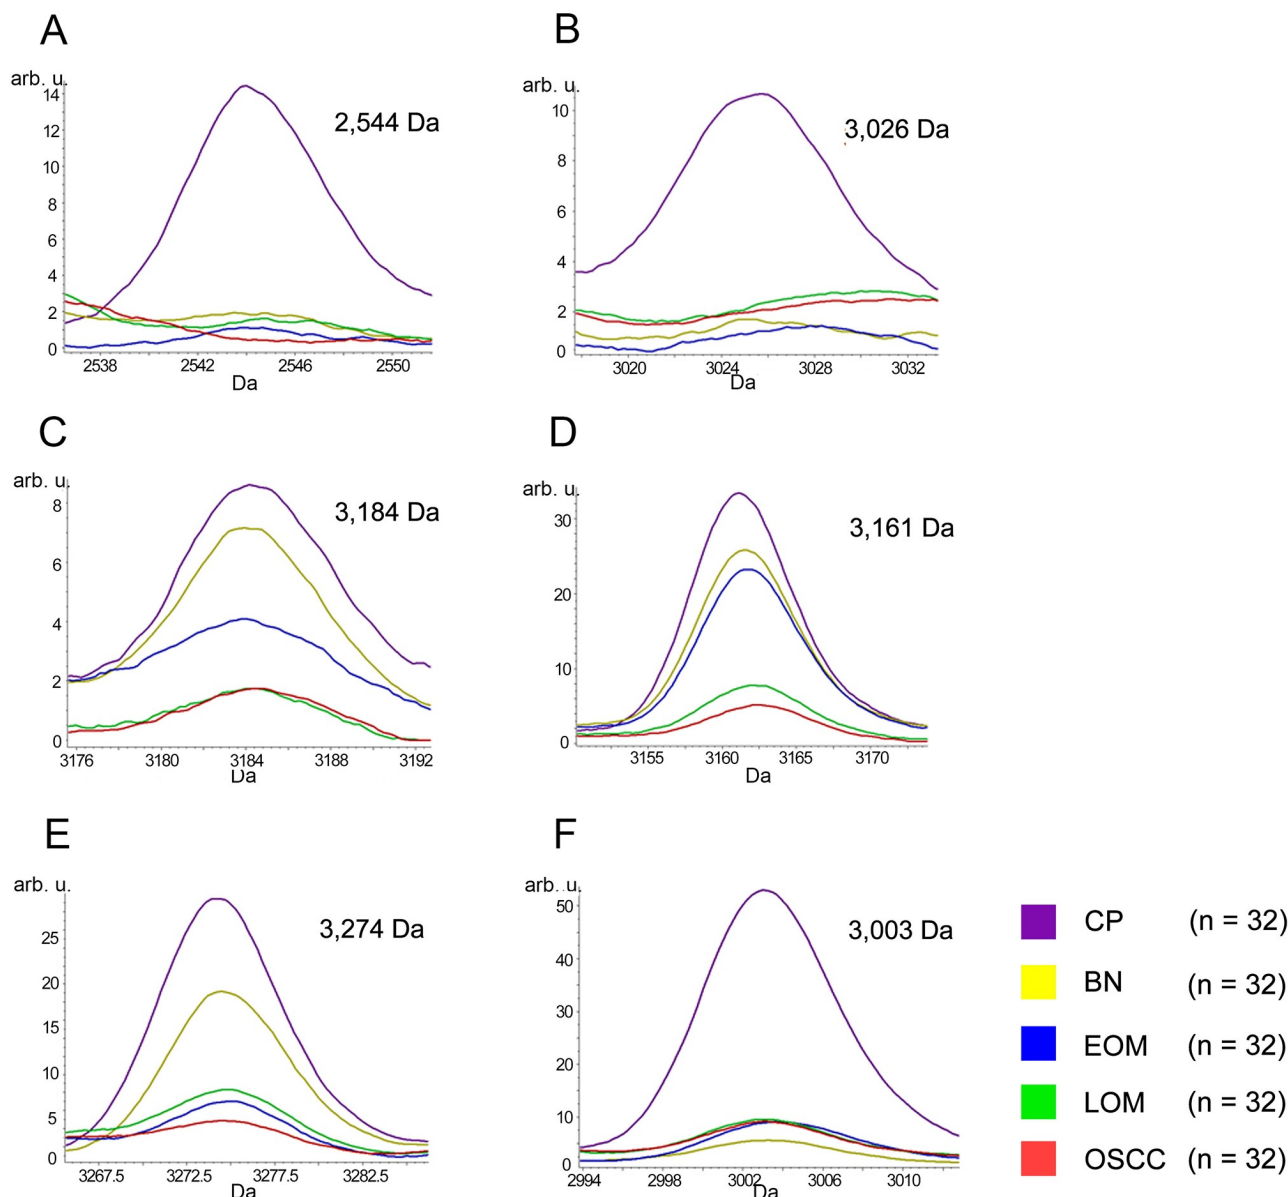 A
arb. u.
14
12
10
8
6
4
2
0
2,544 Da
2538 2542 2546 2550
Da
B
arb. u.
10
8
6
4
2
0
3,026 Da
3020 3024 3028 3032
Da
C
arb. u.
8
6
4
2
0
3,184 Da
3176 3180 3184 3188 3192
Da
D
arb. u.
30
20
10
0
3,161 Da
3155 3160 3165 3170
Da
E
arb. u.
25
20
15
10
5
0
3,274 Da
3267.5 3272.5 3277.5 3282.5
Da
F
arb. u.
50
40
30
20
10
0
3,003 Da
2994 2998 3002 3006 3010
Da
CP (n = 32)
BN (n = 32)
EOM (n = 32)
LOM (n = 32)
OSCC (n = 32)